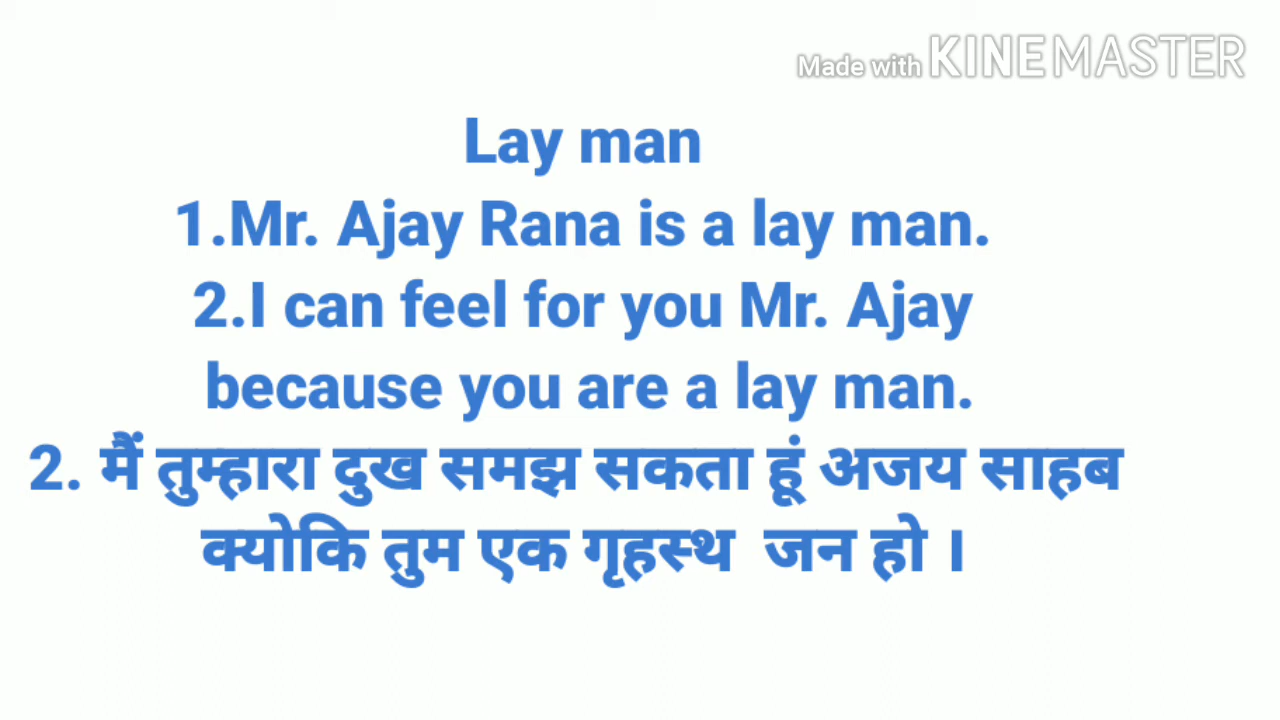 Made with KINEMASTER
Lay man
1.Mr. Ajay Rana is a lay man.
2.I can feel for you Mr. Ajay
because you are a lay man.
2. मैं तुम्हारा दुख समझ सकता हूं अजय साहब
क्योकि तुम एक गृहस्थ जन हो ।